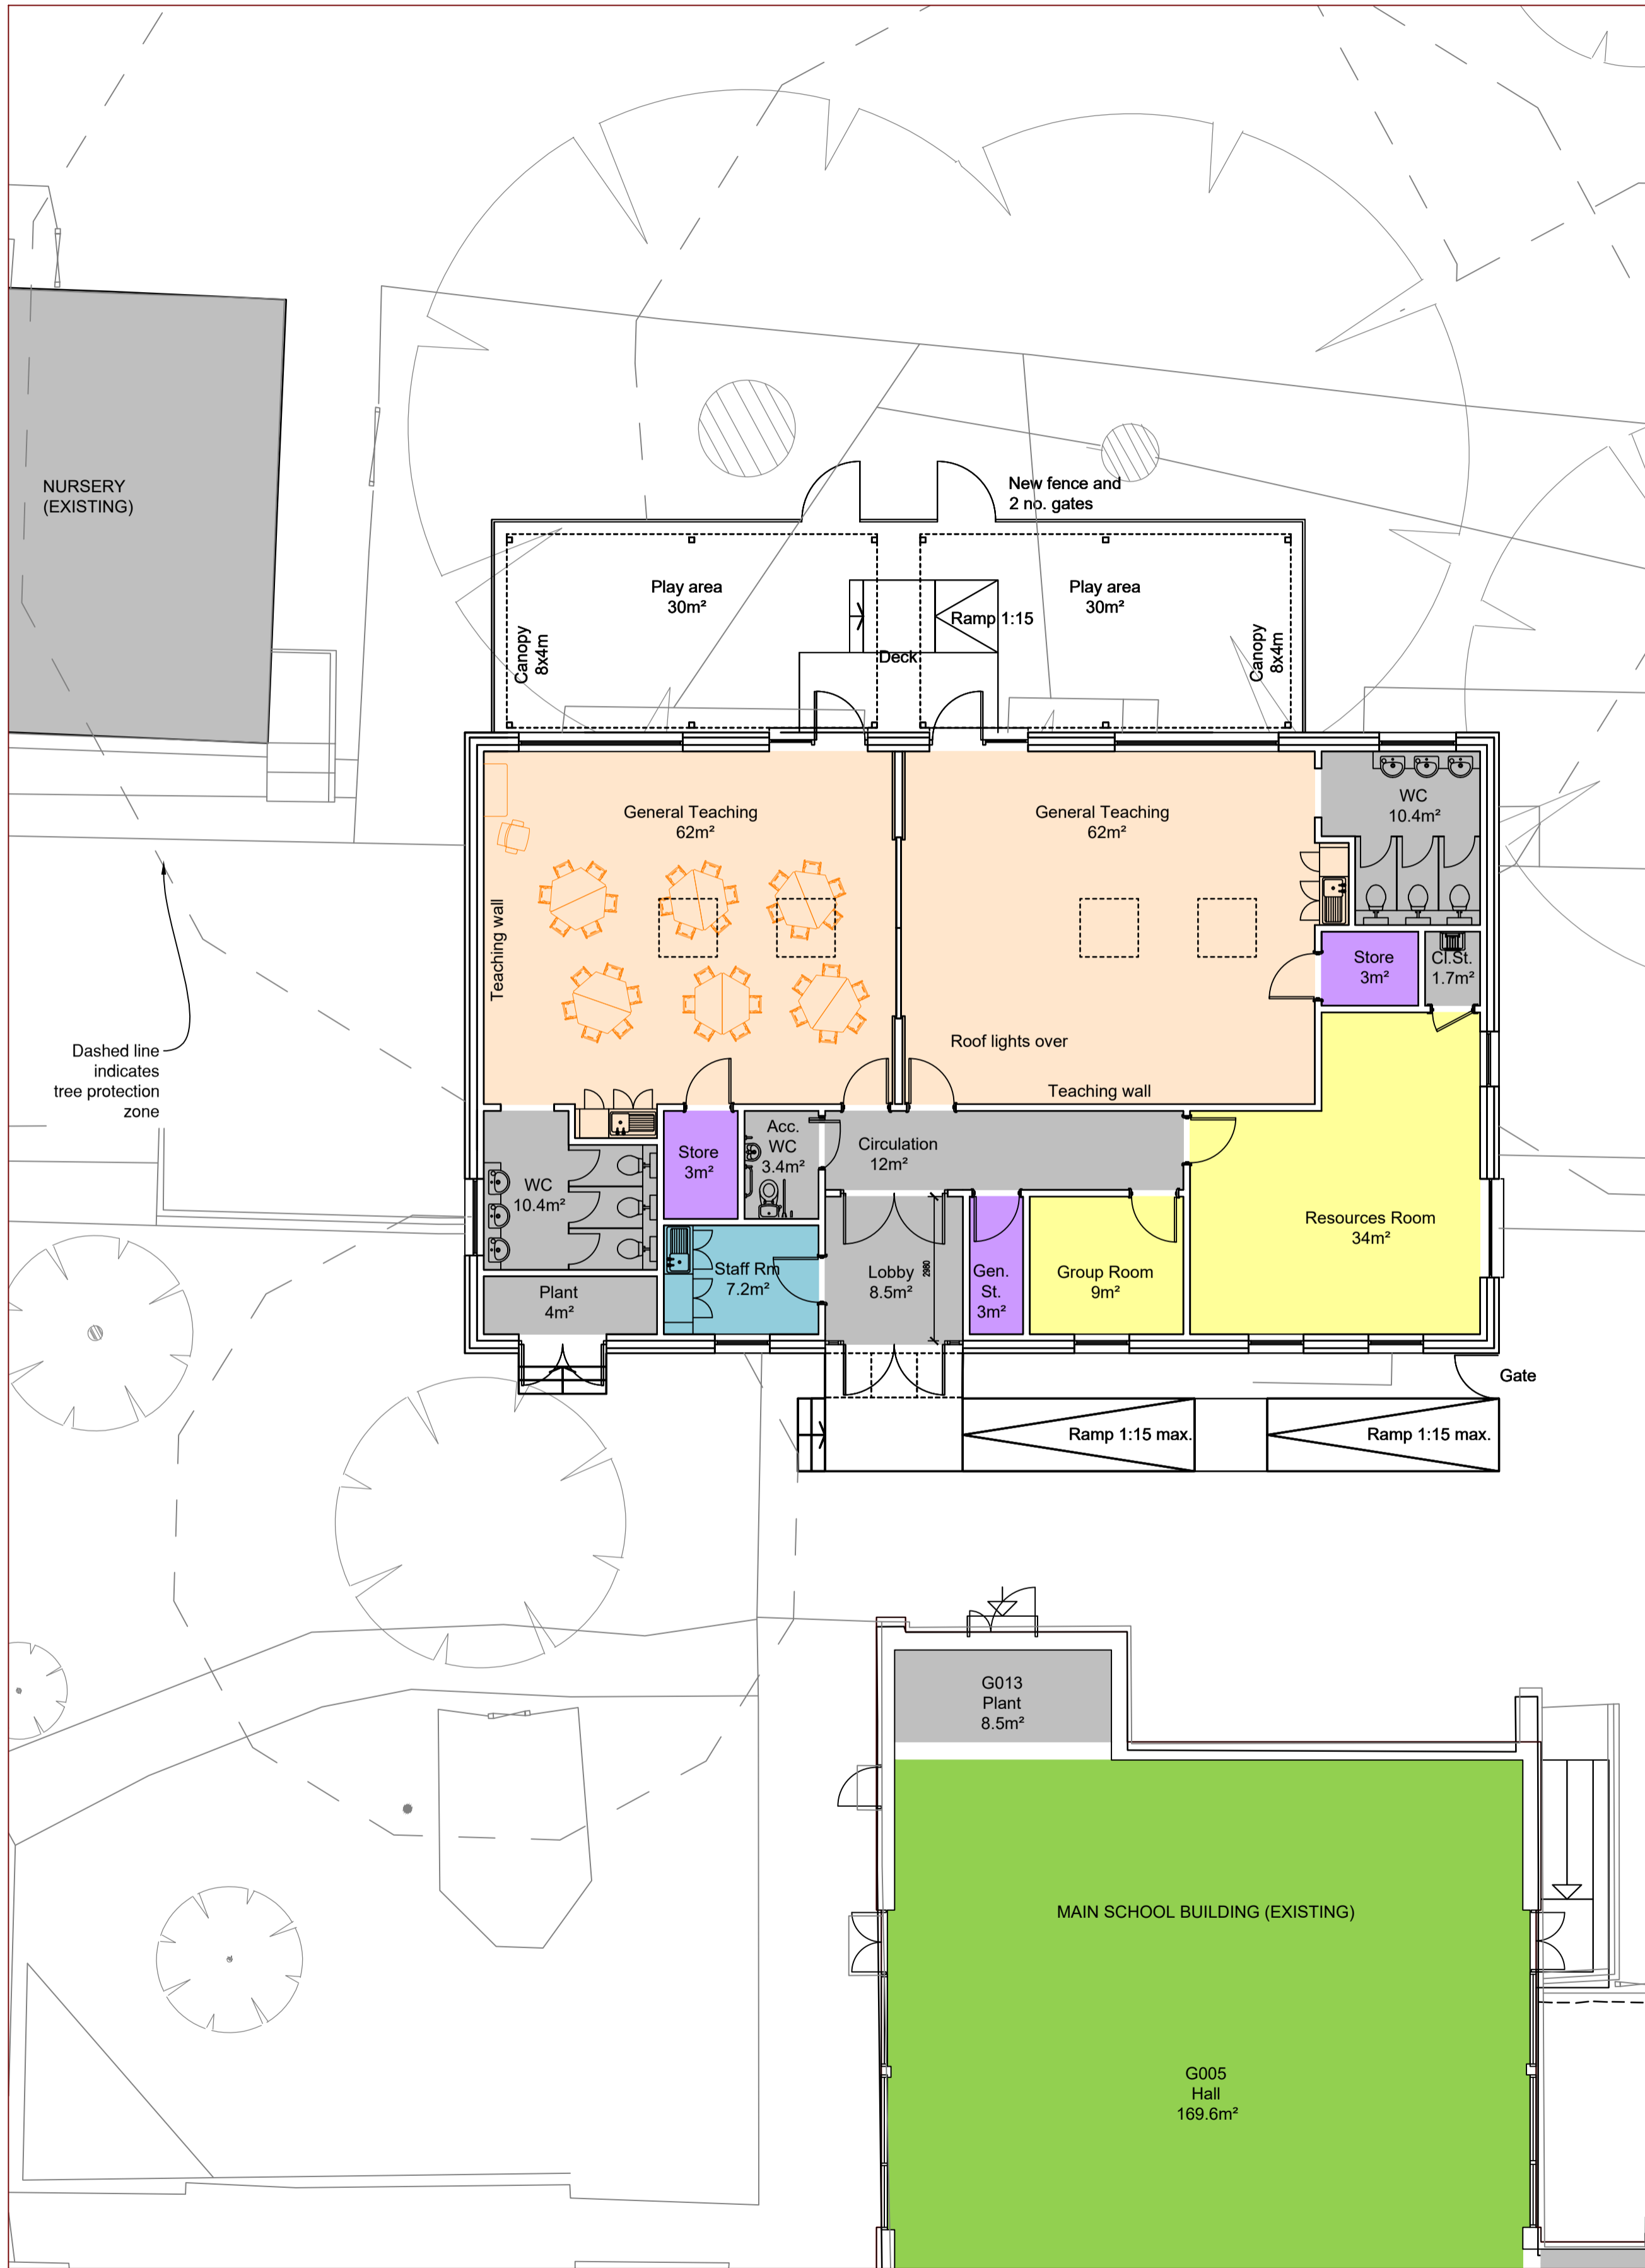 NURSERY
(EXISTING)
New fence and
2 no. gates
Play area
30m²
Play area
30m²
Ramp 1:15
Canopy
8x4m
Canopy
8x4m
Deck
General Teaching
62m²
General Teaching
62m²
WC
10.4m²
Teaching wall
Store
3m²
Cl.St.
1.7m²
Roof lights over
Teaching wall
Dashed line
indicates
tree protection
zone
Store
3m²
Acc.
WC
3.4m²
Circulation
12m²
WC
10.4m²
Resources Room
34m²
Staff Rm
7.2m²
Lobby
8.5m²
2980
Gen.
St.
3m²
Group Room
9m²
Plant
4m²
Gate
Ramp 1:15 max.
Ramp 1:15 max.
G013
Plant
8.5m²
MAIN SCHOOL BUILDING (EXISTING)
G005
Hall
169.6m²